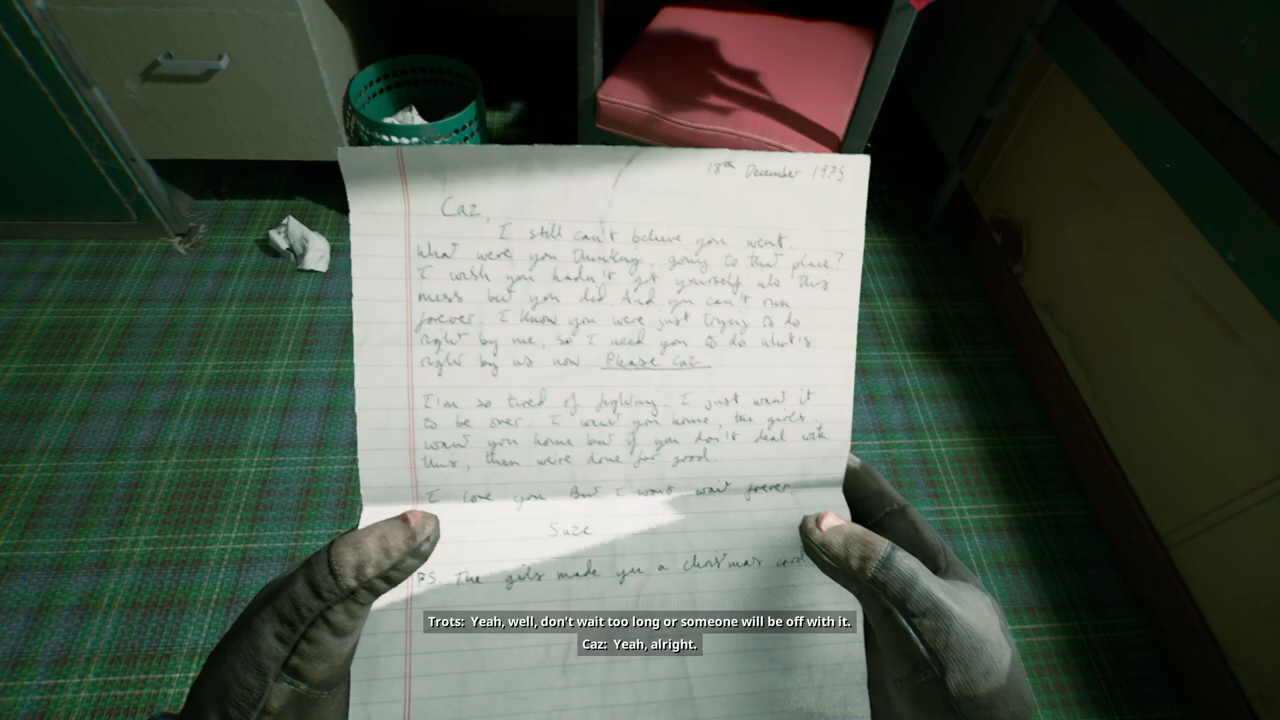 18th December 1975
Caz,
I still can't believe you went.
What were you thinking, going to that place?
I wish you hadn't got yourself into this
mess but you did. And you can't run
forever. I know you were just trying to do
right by me, so I need you to do what's
right by us now. Please Caz.
I'm so tired of fighting. I just want it
to be over. I want you home, the girls
want you home but if you don't deal with
this, then we're done for good.
I love you. But I won't wait forever.
Suze
P.S. The girls made you a christmas card
Trots: Yeah, well, don't wait too long or someone will be off with it.
Caz: Yeah, alright.